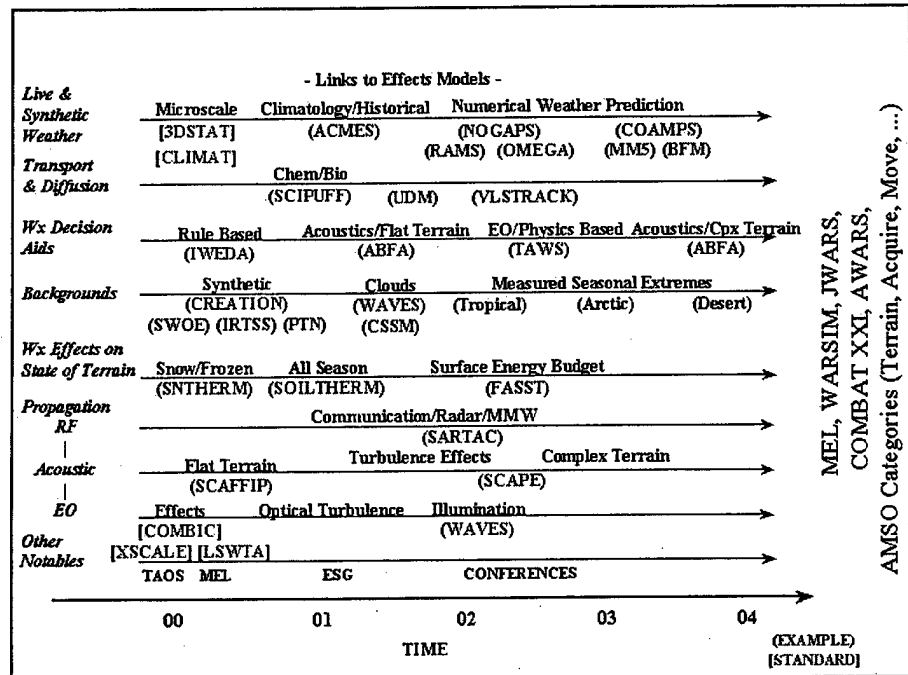 - Links to Effects Models -
Live &
Synthetic
Weather
Microscale Climatology/Historical Numerical Weather Prediction
[3DSTAT] (ACMES) (NOGAPS) (COAMPS)
[CLIMAT] (RAMS) (OMEGA) (MM5) (BFM)
Transport
& Diffusion
Chem/Bio
(SCIPUFF) (UDM) (VLSTRACK)
Wx Decision
Aids
Rule Based Acoustics/Flat Terrain EO/Physics Based Acoustics/Cpx Terrain
(IWEDA) (ABFA) (TAWS) (ABFA)
Backgrounds
Synthetic Clouds Measured Seasonal Extremes
(CREATION) (WAVES) (Tropical) (Arctic) (Desert)
(SWOE) (IRTSS) (PTN) (CSSM)
Wx Effects on
State of Terrain
Snow/Frozen All Season Surface Energy Budget
(SNTHERM) (SOILTHERM) (FASST)
Propagation
RF
Communication/Radar/MMW
(SARTAC)
Acoustic
Flat Terrain Turbulence Effects Complex Terrain
(SCAFFIP) (SCAPE)
EO
Effects Optical Turbulence Illumination
[COMBIC] (WAVES)
[XSCALE] [LSWTA]
Other
Notables
TAOS MEL ESG CONFERENCES
00 01 02 03 04
TIME
(EXAMPLE)
[STANDARD]
MEL, WARSIM, JWARS,
COMBAT XXI, AWARS,
AMSO Categories (Terrain, Acquire, Move, ...)